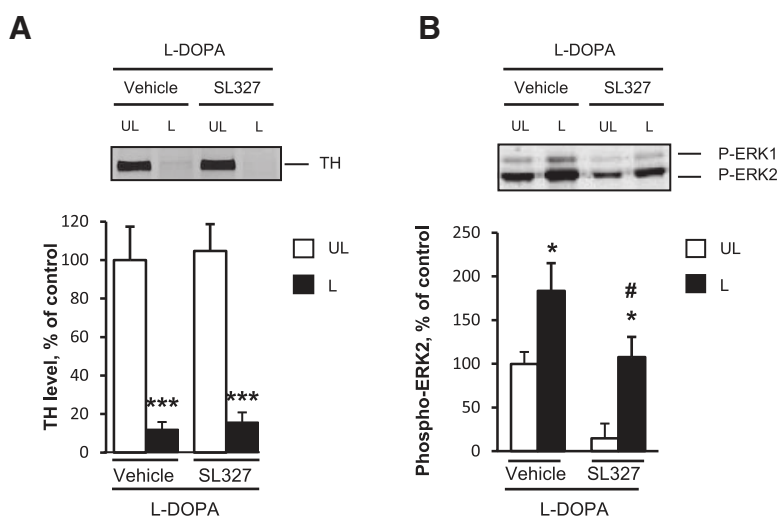 A
L-DOPA
Vehicle SL327
UL L UL L
TH
TH level, % of control
120
100
80
60
40
20
0
UL
L
***
***
Vehicle SL327
L-DOPA
B
L-DOPA
Vehicle SL327
UL L UL L
P-ERK1
P-ERK2
Phospho-ERK2, % of control
250
200
150
100
50
0
UL
L
*
#
*
Vehicle SL327
L-DOPA